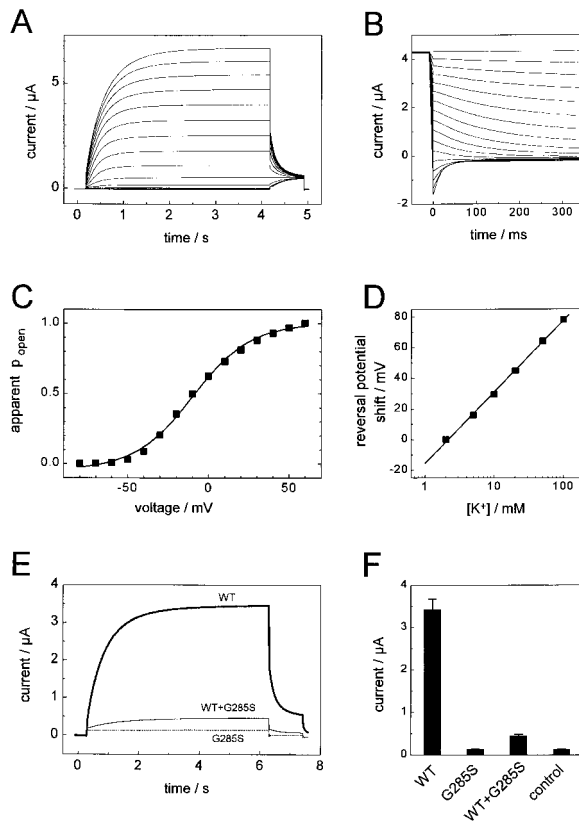 A
current / µA
5
0
0
1
2
3
4
5
time / s
B
current / µA
4
2
0
-2
0
100
200
300
time / ms
C
apparent p open
1.0
0.5
0.0
-50
0
50
voltage / mV
D
reversal potential
shift / mV
80
60
40
20
0
20
1
10
100
[K+] / mM
E
current / µA
4
3
2
1
0
WT
WT+G285S
G285S
0
2
4
6
8
time / s
F
current / µA
4
3
2
1
0
WT
G285S
WT+G285S
control